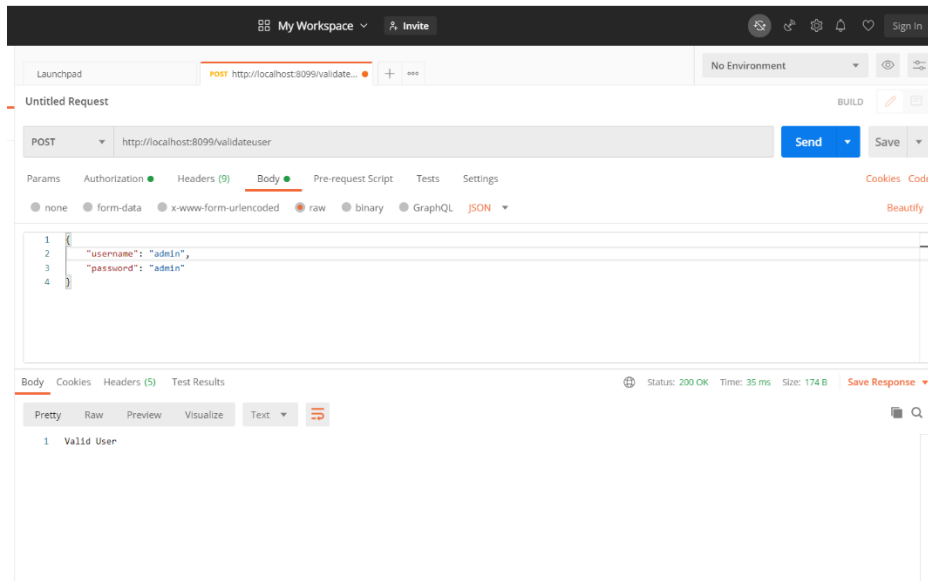 My Workspace Invite Sign In
Launchpad POST http://localhost:8099/validate... No Environment
Untitled Request BUILD
POST http://localhost:8099/validateuser Send Save
Params Authorization Headers (9) Body Pre-request Script Tests Settings Cookies Code
none form-data x-www-form-urlencoded raw binary GraphQL JSON Beautify
1 {
2 "username": "admin",
3 "password": "admin"
4 }
Body Cookies Headers (5) Test Results Status: 200 OK Time: 35 ms Size: 174 B Save Response
Pretty Raw Preview Visualize Text
1 Valid User